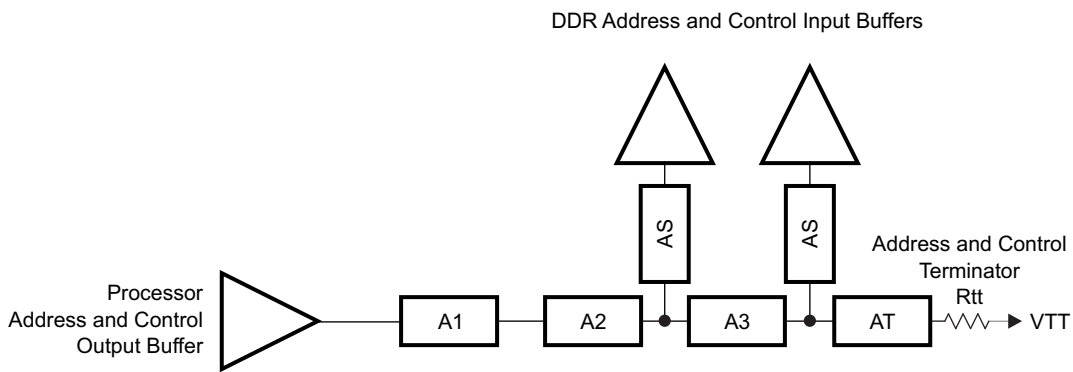 DDR Address and Control Input Buffers
AS
AS
Address and Control
Terminator
Rtt
Processor
Address and Control
Output Buffer
A1
A2
A3
AT
VTT